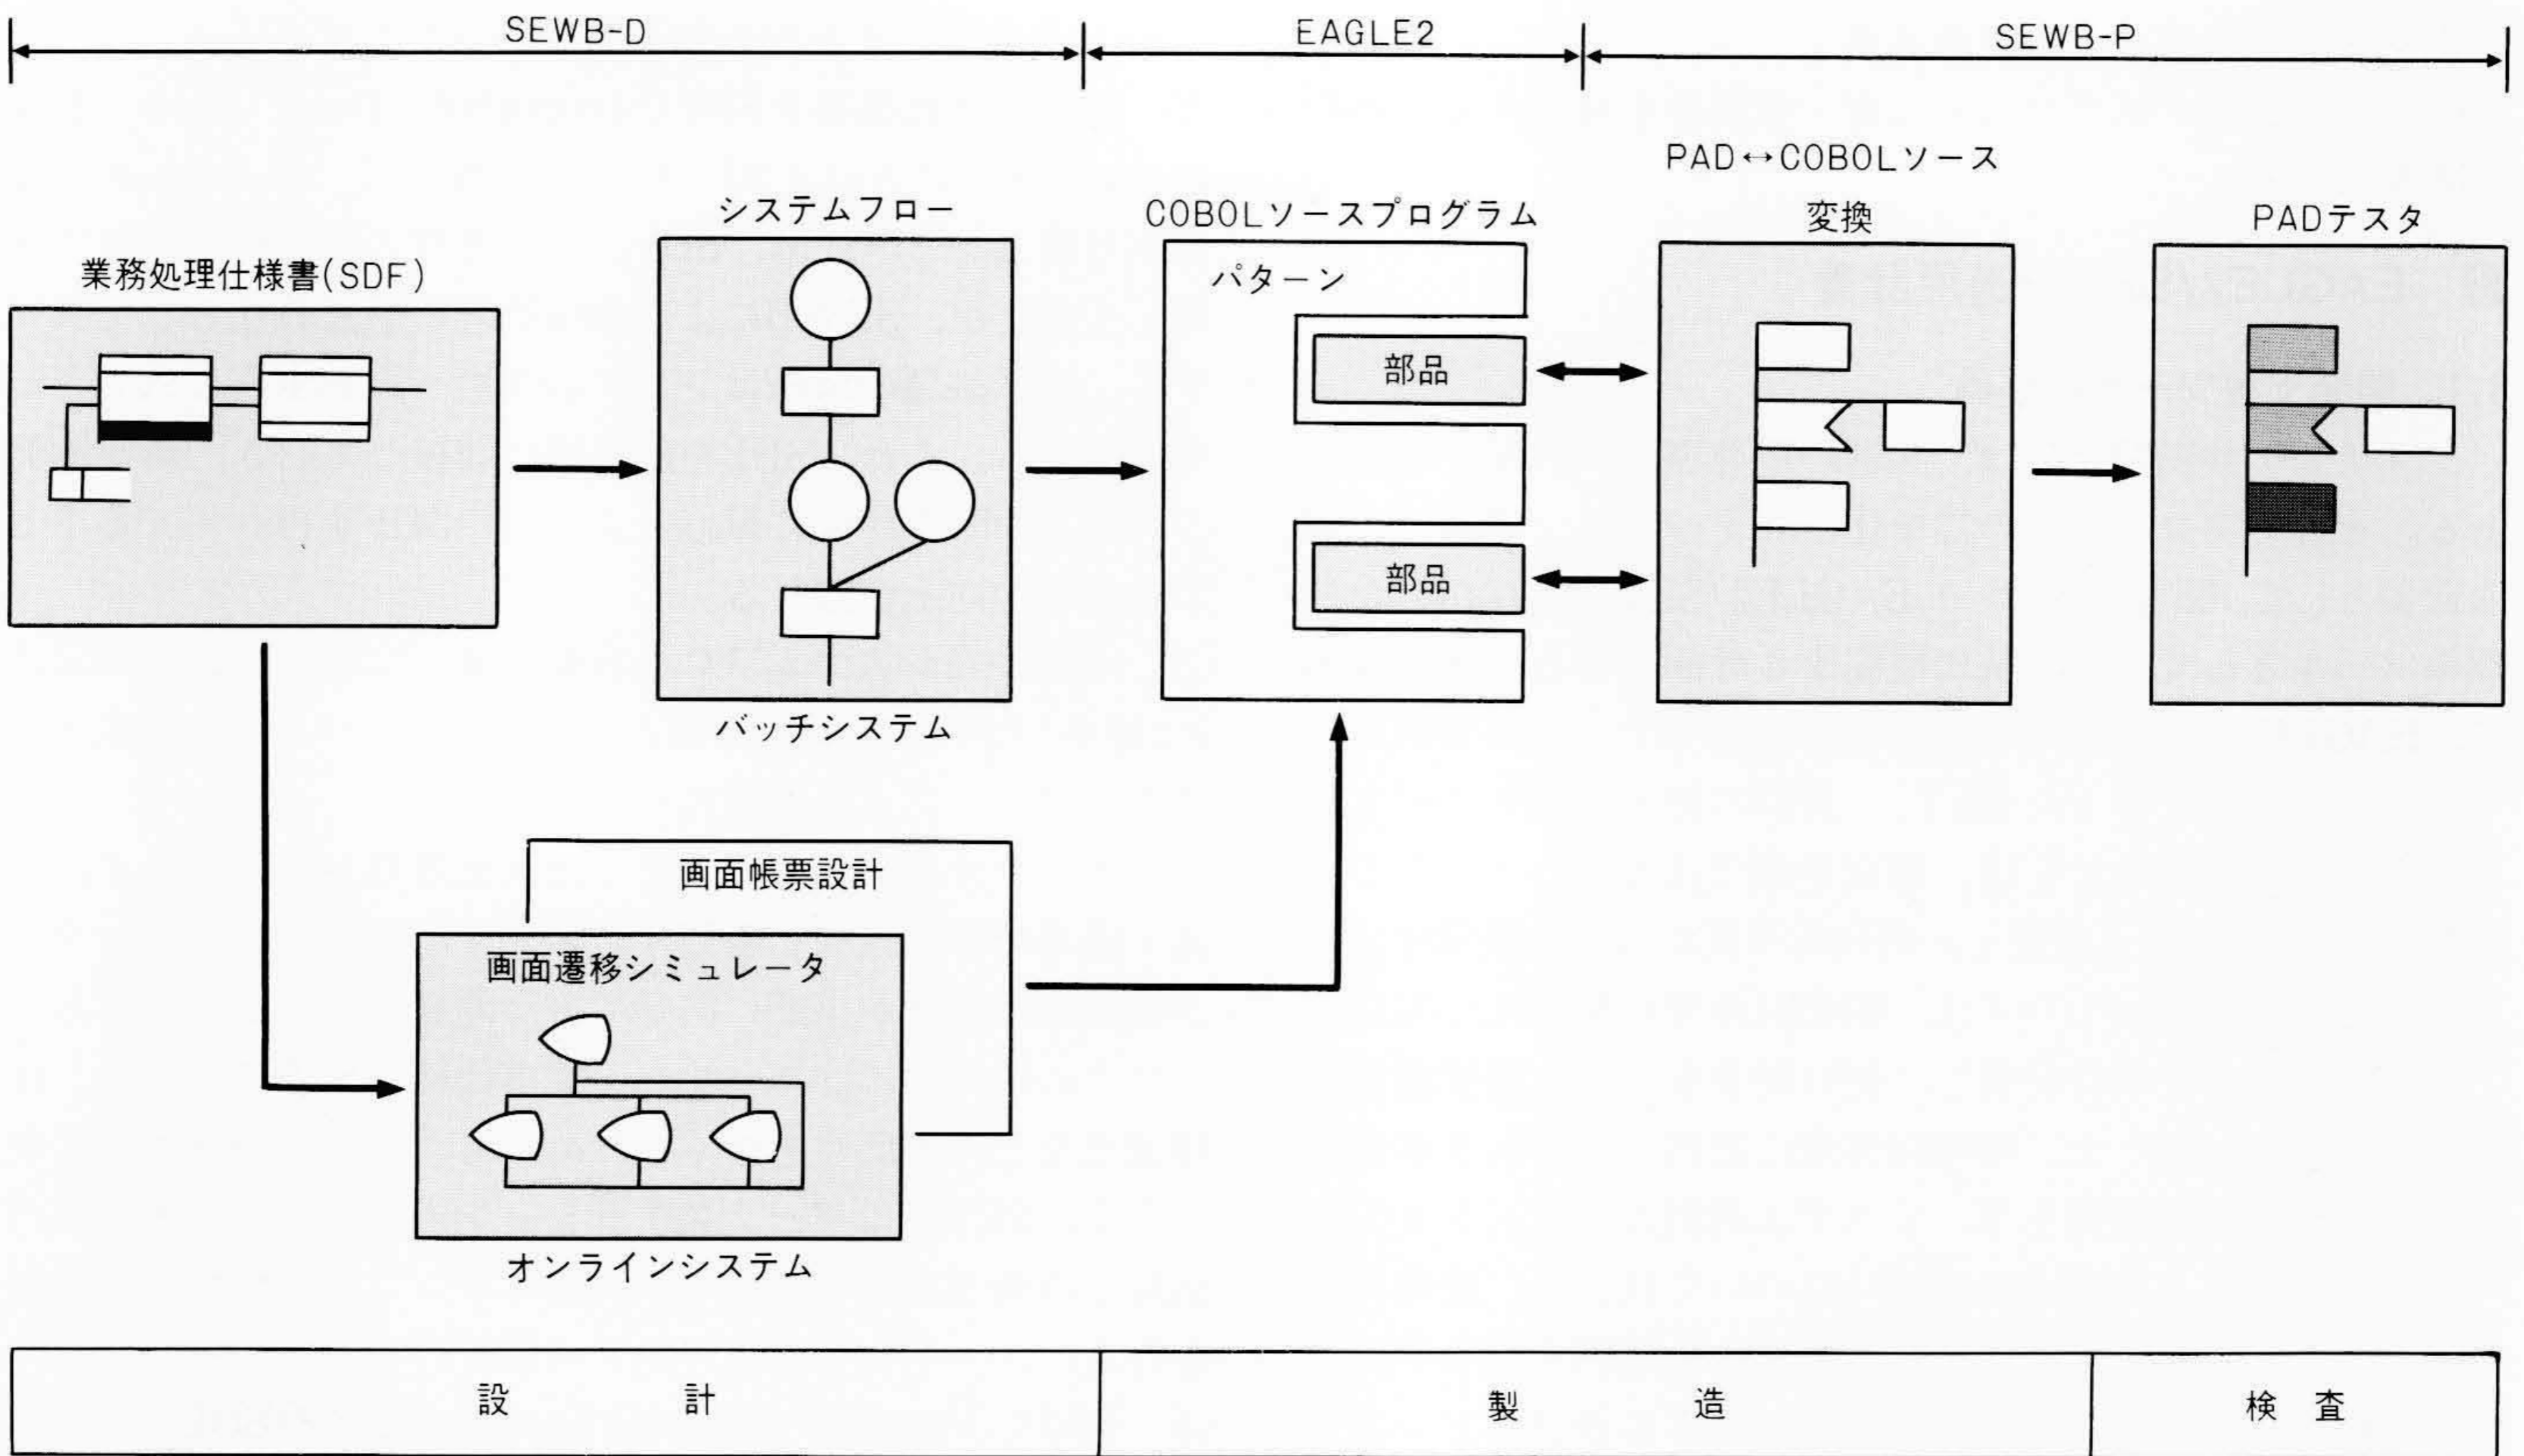 SEWB-D
EAGLE2
SEWB-P
業務処理仕様書(SDF)
システムフロー
バッチシステム
COBOLソースプログラム
パターン
部品
部品
PAD↔COBOLソース
変換
PADテスタ
画面帳票設計
画面遷移シミュレータ
オンラインシステム
設計
製造
検査